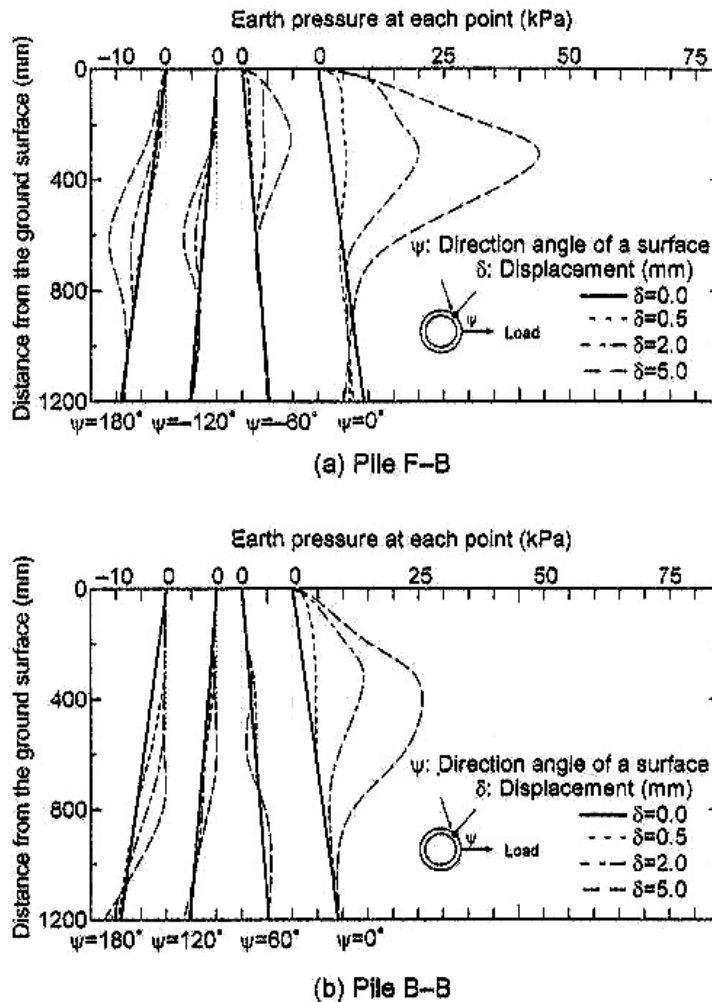 Earth pressure at each point (kPa)
−10 0 0 0 0 25 50
Distance from the ground surface (mm)
0
400
800
1200
ψ: Direction angle of a surface
δ: Displacement (mm)
ψ
Load
δ=0.0
δ=0.5
δ=2.0
δ=5.0
ψ=180° ψ=−120° ψ=−60° ψ=0°
(a) Pile F−B
Earth pressure at each point (kPa)
−10 0 0 0 0 25 50
Distance from the ground surface (mm)
0
400
800
1200
ψ: Direction angle of a surface
δ: Displacement (mm)
ψ
Load
δ=0.0
δ=0.5
δ=2.0
δ=5.0
ψ=180° ψ=120° ψ=60° ψ=0°
(b) Pile B−B